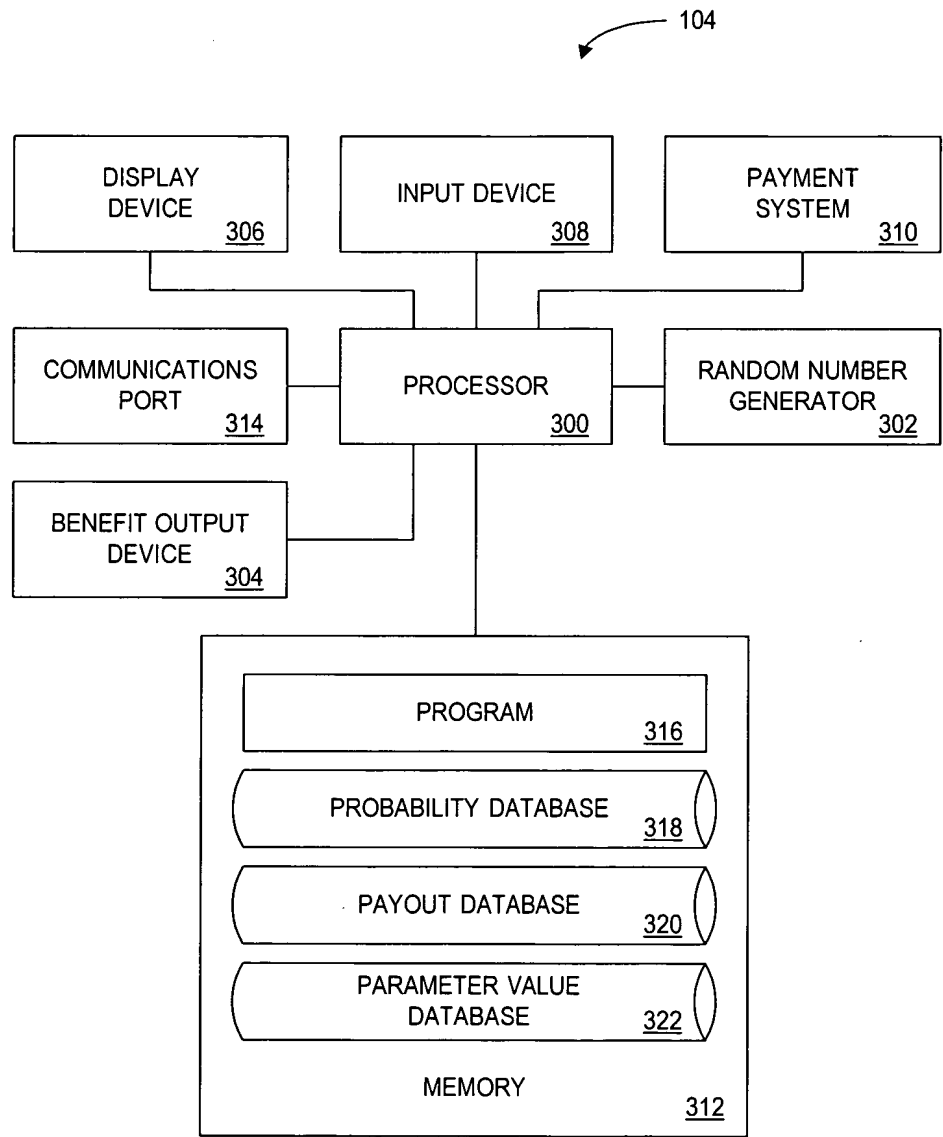 104
DISPLAY
DEVICE
306
INPUT DEVICE
308
PAYMENT
SYSTEM
310
COMMUNICATIONS
PORT
314
PROCESSOR
300
RANDOM NUMBER
GENERATOR
302
BENEFIT OUTPUT
DEVICE
304
PROGRAM
316
PROBABILITY DATABASE
318
PAYOUT DATABASE
320
PARAMETER VALUE
DATABASE
322
MEMORY
312